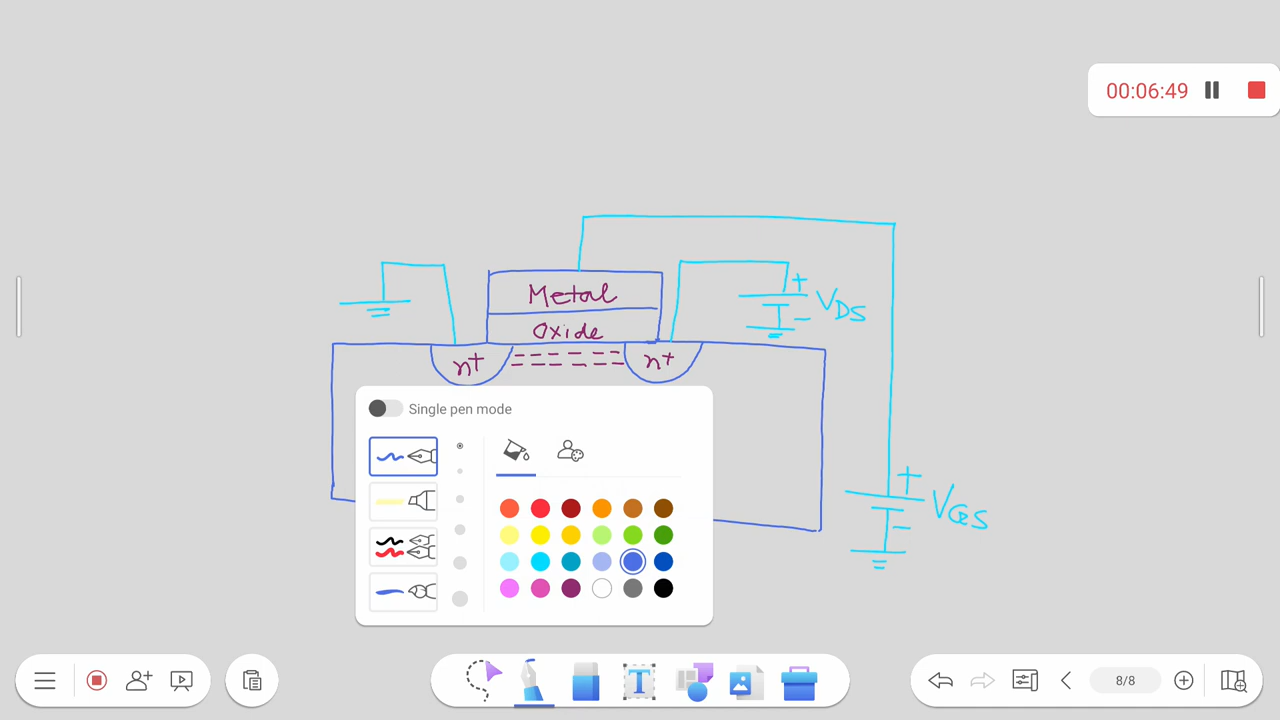 00:06:49
Metal
+
VDS
-
Oxide
n+
n+
Single pen mode
+
VGS
-
T
8/8